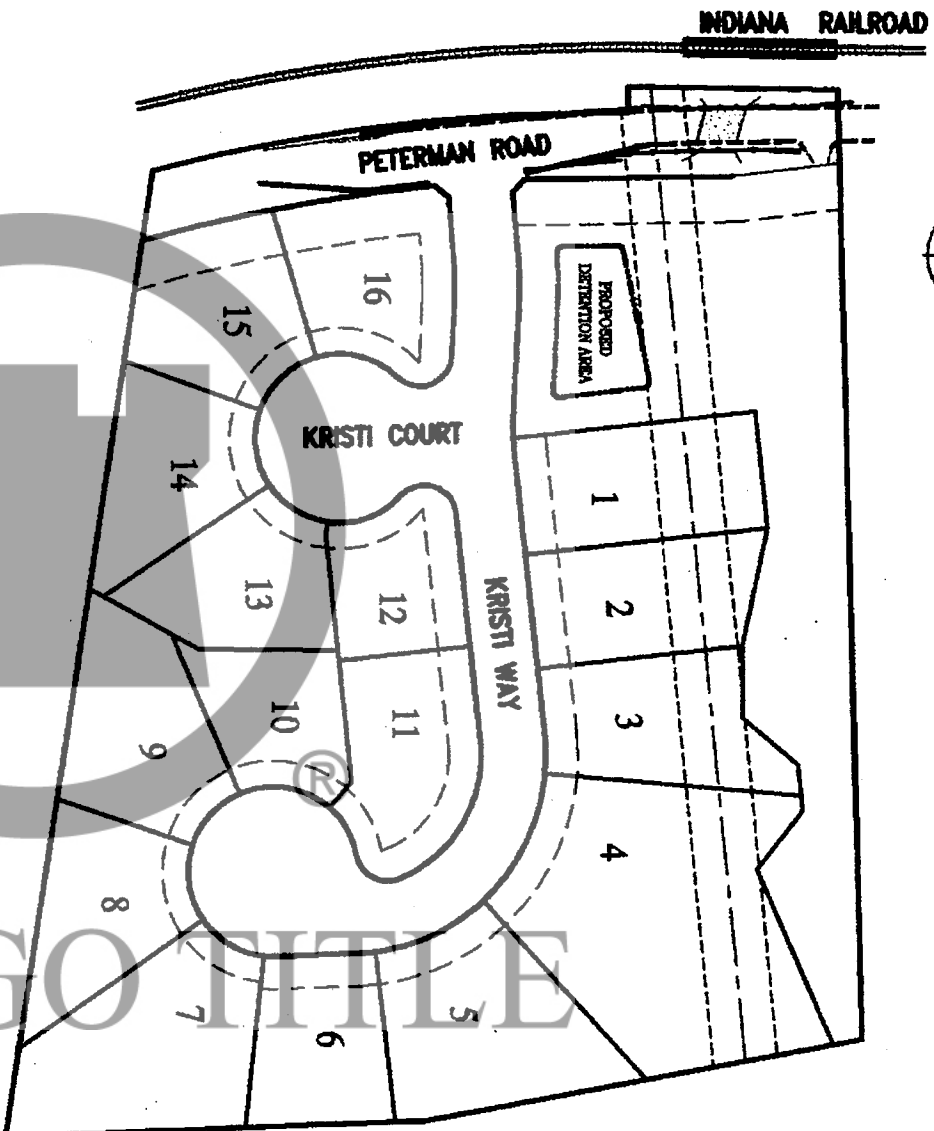 INDIANA RAILROAD
PETERMAN ROAD
PROPOSED
DETENTION AREA
16
15
KRISTI COURT
14
1
13
12
2
KRISTI WAY
11
10
3
9
4
8
®
GO TITLE
7
6
5